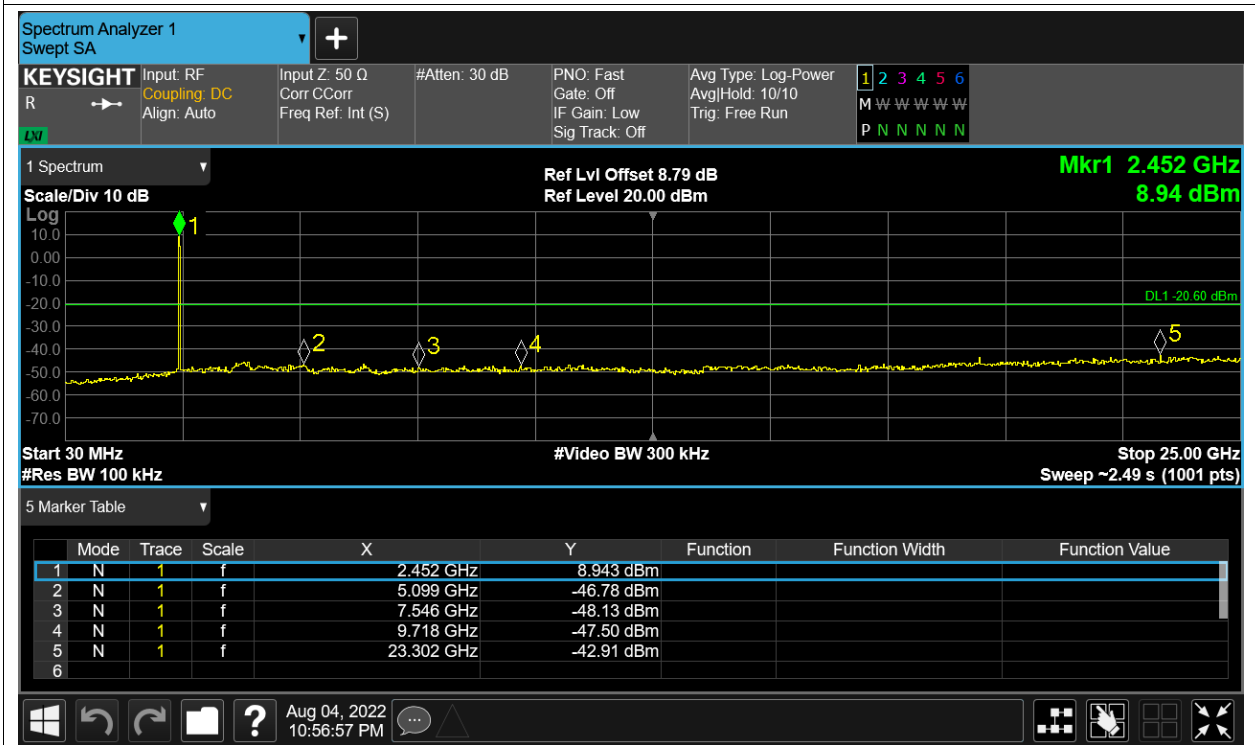 Spectrum Analyzer 1
Swept SA
KEYSIGHT Input: RF Input Z: 50 Ω #Atten: 30 dB PNO: Fast Avg Type: Log-Power 1 2 3 4 5 6
R Coupling: DC Corr CCorr Gate: Off Avg|Hold: 10/10 M W W W W W
Align: Auto Freq Ref: Int (S) IF Gain: Low Trig: Free Run
LXI Sig Track: Off P N N N N N
1 Spectrum Ref Lvl Offset 8.79 dB Mkr1 2.452 GHz
Scale/Div 10 dB Ref Level 20.00 dBm 8.94 dBm
Log
1
10.0
0.00
-10.0
-20.0 DL1 -20.60 dBm
-30.0
2 3 4 5
-40.0
-50.0
-60.0
-70.0
Start 30 MHz #Video BW 300 kHz Stop 25.00 GHz
#Res BW 100 kHz Sweep ~2.49 s (1001 pts)
5 Marker Table
Mode Trace Scale X Y Function Function Width Function Value
1 N 1 f 2.452 GHz 8.943 dBm
2 N 1 f 5.099 GHz -46.78 dBm
3 N 1 f 7.546 GHz -48.13 dBm
4 N 1 f 9.718 GHz -47.50 dBm
5 N 1 f 23.302 GHz -42.91 dBm
6
? Aug 04, 2022
10:56:57 PM